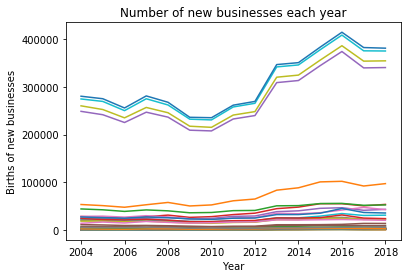 Number of new businesses each year
Births of new businesses
400000
300000
200000
100000
0
2004 2006 2008 2010 2012 2014 2016 2018
Year